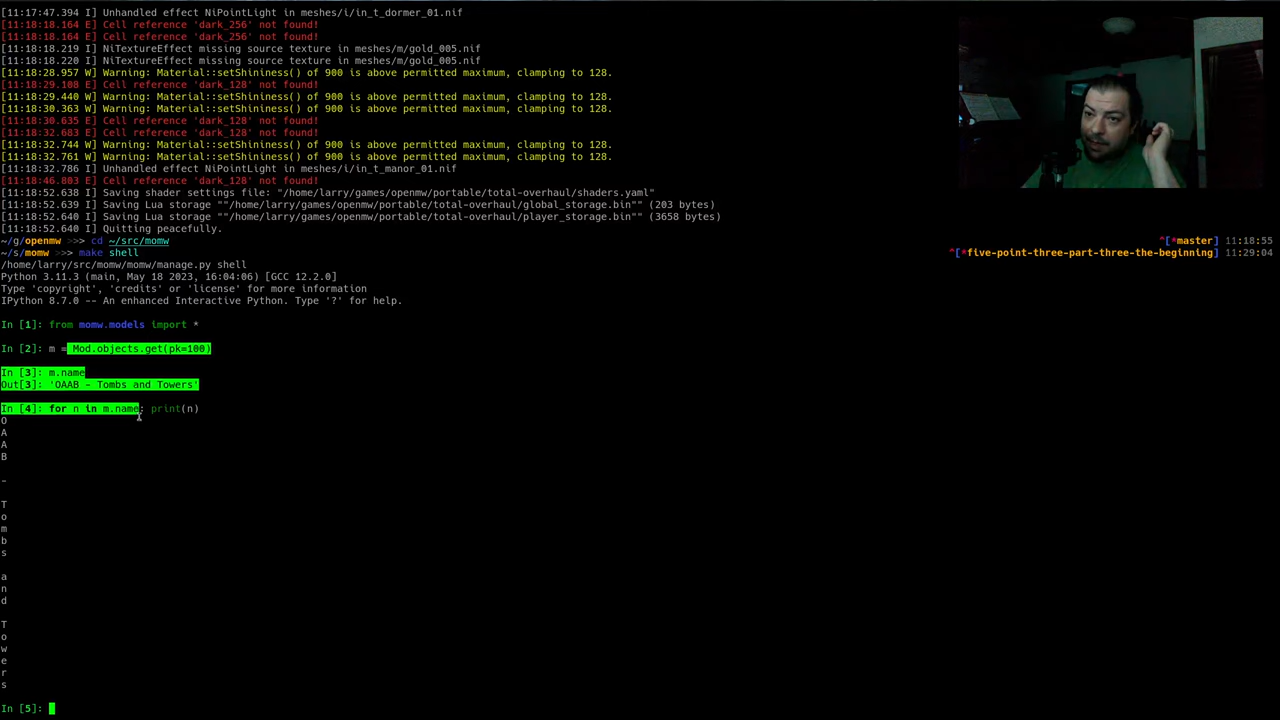 [11:17:47.394 I] Unhandled effect NiPointLight in meshes/i/in_t_dormer_01.nif
[11:18:18.164 E] Cell reference 'dark_256' not found!
[11:18:18.164 E] Cell reference 'dark_256' not found!
[11:18:18.219 I] NiTextureEffect missing source texture in meshes/m/gold_005.nif
[11:18:18.220 I] NiTextureEffect missing source texture in meshes/m/gold_005.nif
[11:18:28.957 W] Warning: Material::setShininess() of 900 is above permitted maximum, clamping to 128.
[11:18:29.108 E] Cell reference 'dark_128' not found!
[11:18:29.440 W] Warning: Material::setShininess() of 900 is above permitted maximum, clamping to 128.
[11:18:30.363 W] Warning: Material::setShininess() of 900 is above permitted maximum, clamping to 128.
[11:18:30.635 E] Cell reference 'dark_128' not found!
[11:18:32.683 E] Cell reference 'dark_128' not found!
[11:18:32.744 W] Warning: Material::setShininess() of 900 is above permitted maximum, clamping to 128.
[11:18:32.761 W] Warning: Material::setShininess() of 900 is above permitted maximum, clamping to 128.
[11:18:32.786 I] Unhandled effect NiPointLight in meshes/i/in_t_manor_01.nif
[11:18:46.803 E] Cell reference 'dark_128' not found!
[11:18:52.638 I] Saving shader settings file: "/home/larry/games/openmw/portable/total-overhaul/shaders.yaml"
[11:18:52.639 I] Saving Lua storage ""/home/larry/games/openmw/portable/total-overhaul/global_storage.bin"" (203 bytes)
[11:18:52.640 I] Saving Lua storage ""/home/larry/games/openmw/portable/total-overhaul/player_storage.bin"" (3658 bytes)
[11:18:52.640 I] Quitting peacefully.
~/g/openmw >>> cd ~/src/momw ^[*master] 11:18:55
~/s/momw >>> make shell ^[*five-point-three-part-three-the-beginning] 11:29:04
/home/larry/src/momw/momw/manage.py shell
Python 3.11.3 (main, May 18 2023, 16:04:06) [GCC 12.2.0]
Type 'copyright', 'credits' or 'license' for more information
IPython 8.7.0 -- An enhanced Interactive Python. Type '?' for help.
In [1]: from momw.models import *
In [2]: m = Mod.objects.get(pk=100)
In [3]: m.name
Out[3]: 'OAAB - Tombs and Towers'
In [4]: for n in m.name: print(n)
O
A
A
B
-
T
o
m
b
s
a
n
d
T
o
w
e
r
s
In [5]: